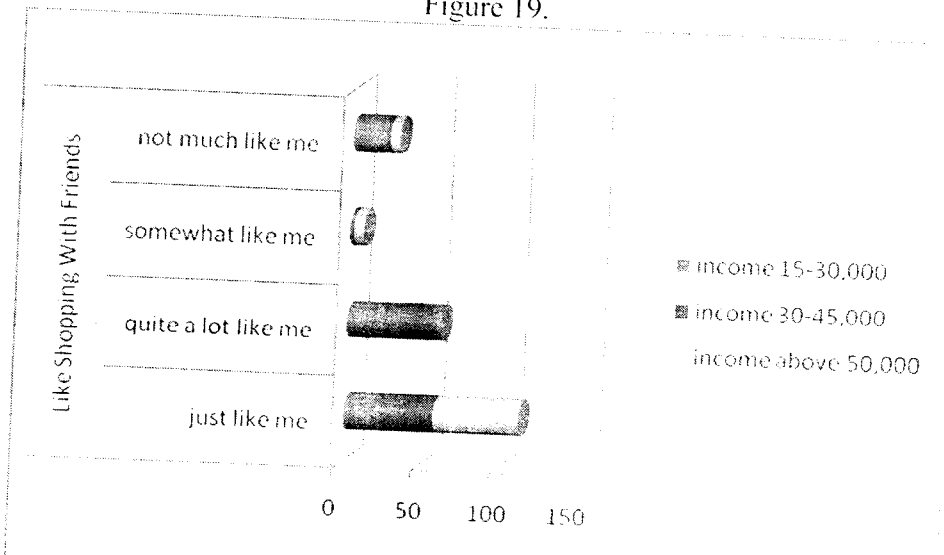 Figure 19.
Like Shopping With Friends
not much like me
somewhat like me
quite a lot like me
just like me
0 50 100 150
income 15-30,000
income 30-45,000
income above 50,000